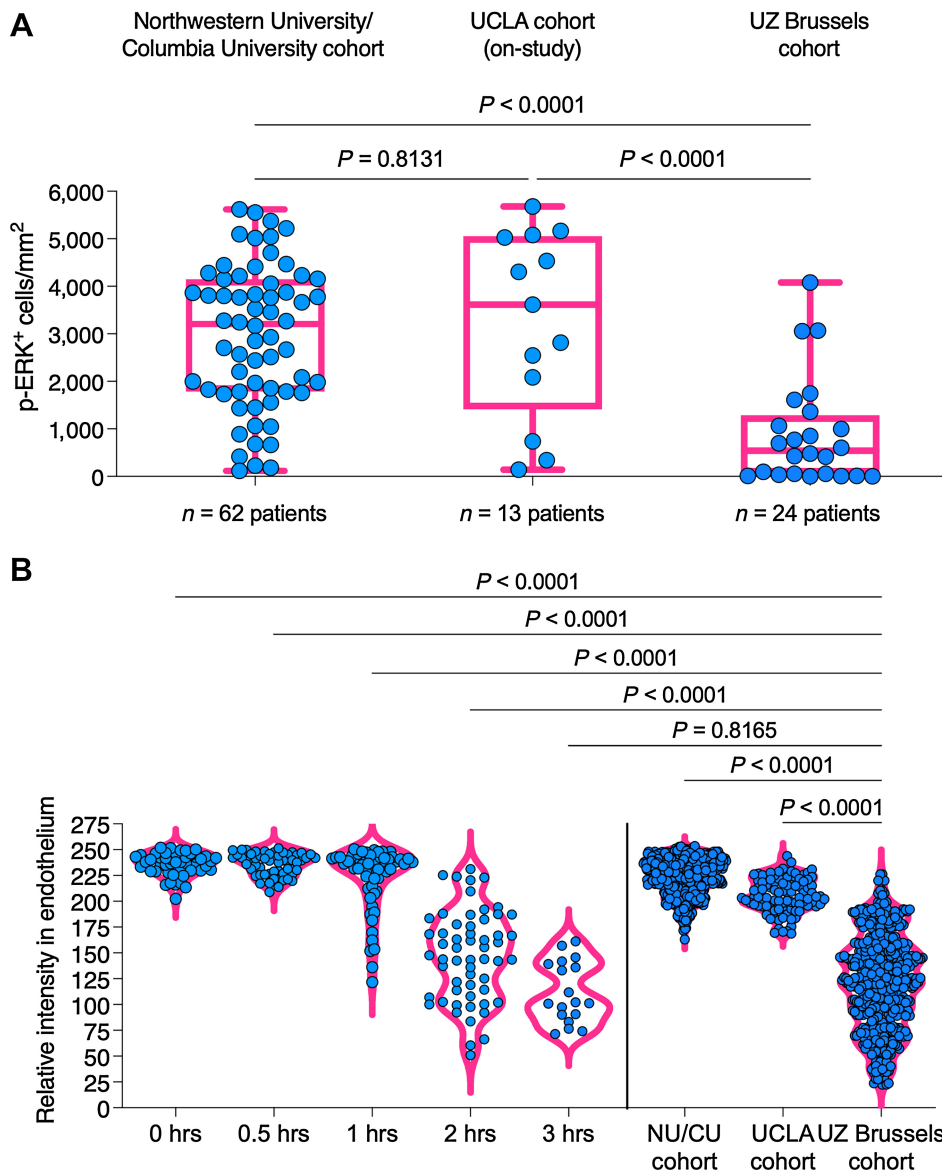 A
Northwestern University/
Columbia University cohort
UCLA cohort
(on-study)
UZ Brussels
cohort
P < 0.0001
P = 0.8131
P < 0.0001
p-ERK+ cells/mm2
6,000
5,000
4,000
3,000
2,000
1,000
0
n = 62 patients
n = 13 patients
n = 24 patients
B
P < 0.0001
P < 0.0001
P < 0.0001
P < 0.0001
P = 0.8165
P < 0.0001
P < 0.0001
Relative intensity in endothelium
275
250
225
200
175
150
125
100
75
50
25
0
0 hrs
0.5 hrs
1 hrs
2 hrs
3 hrs
NU/CU
cohort
UCLA
cohort
UZ Brussels
cohort